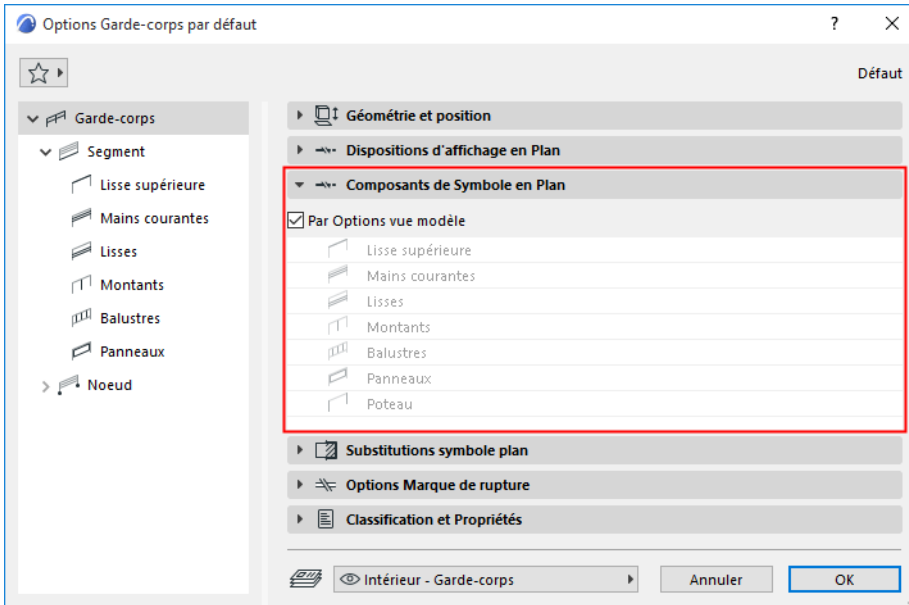 Options Garde-corps par défaut
?
Défaut
Garde-corps
Segment
Lisse supérieure
Mains courantes
Lisses
Montants
Balustres
Panneaux
Noeud
Géométrie et position
Dispositions d'affichage en Plan
Composants de Symbole en Plan
Par Options vue modèle
Lisse supérieure
Mains courantes
Lisses
Montants
Balustres
Panneaux
Poteau
Substitutions symbole plan
Options Marque de rupture
Classification et Propriétés
Intérieur - Garde-corps
Annuler
OK